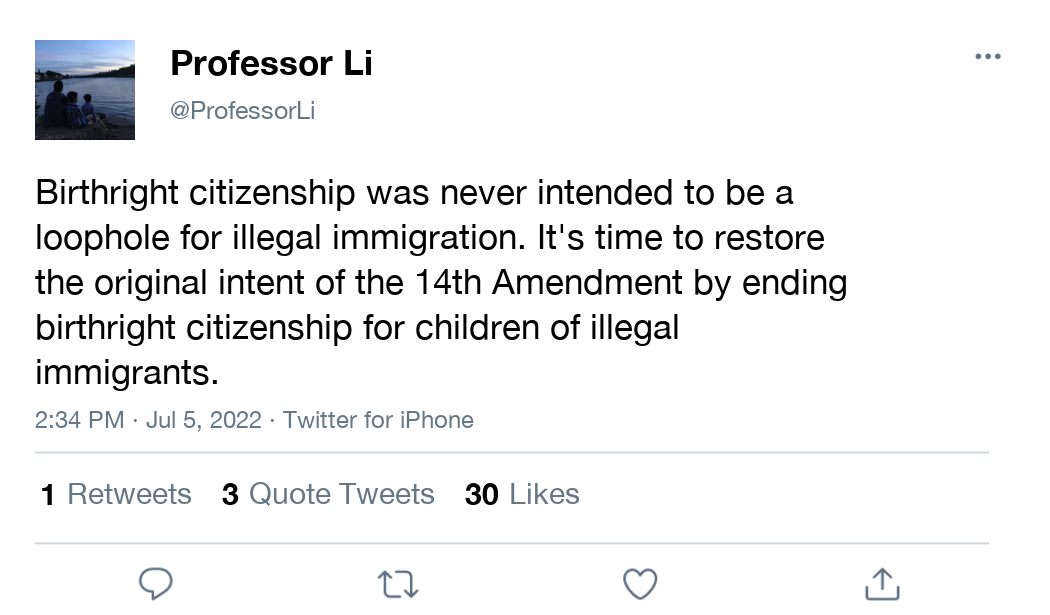 Professor Li
@ProfessorLi
Birthright citizenship was never intended to be a
loophole for illegal immigration. It's time to restore
the original intent of the 14th Amendment by ending
birthright citizenship for children of illegal
immigrants.
2:34 PM · Jul 5, 2022 · Twitter for iPhone
1 Retweets 3 Quote Tweets 30 Likes